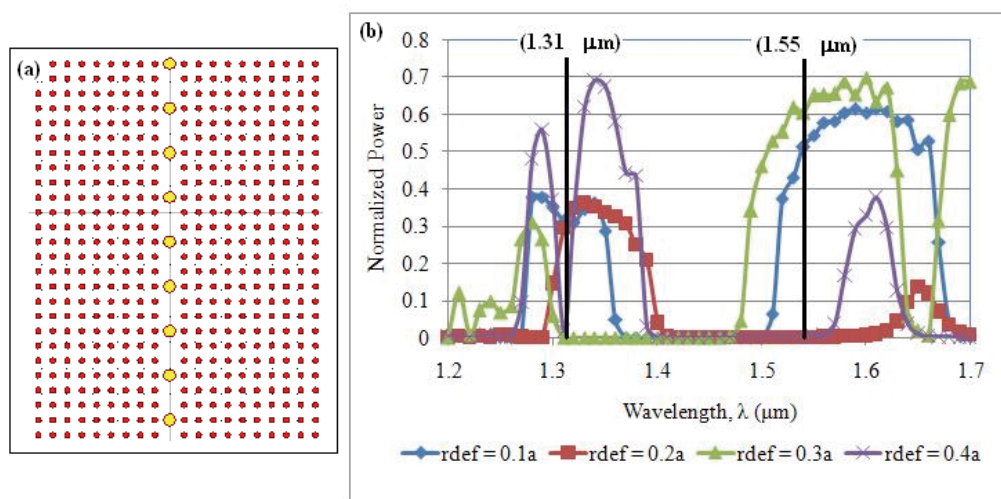 (a)
(b)
(1.31 μm)
(1.55 μm)
0.8
0.7
0.6
0.5
0.4
0.3
0.2
0.1
0
Normalized Power
1.2 1.3 1.4 1.5 1.6 1.7
Wavelength, λ (μm)
rdef = 0.1a rdef = 0.2a rdef = 0.3a rdef = 0.4a